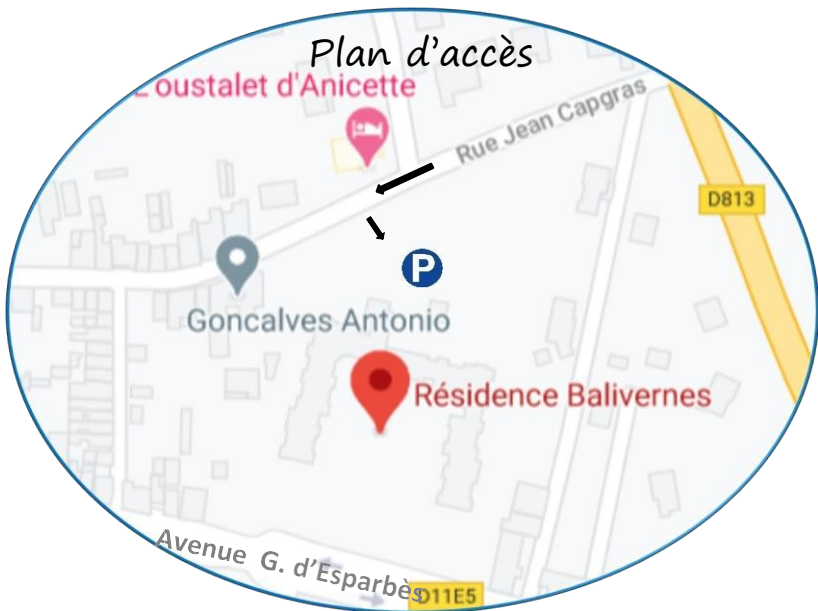 Plan d'accès
L'oustalet d'Anicette
Rue Jean Capgras
D813
P
Goncalves Antonio
Résidence Balivernes
Avenue G. d'Esparbès
D11E5